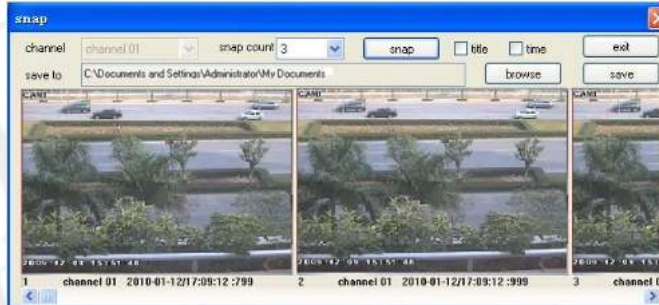 snap
channel channel 01 snap count 3 snap title time exit
save to C:\Documents and Settings\Administrator\My Documents browse save
CAM1 CAM1 CAM1
1 channel 01 2010-01-12/17:09:12 :799 2 channel 01 2010-01-12/17:09:12 :999 3 channel